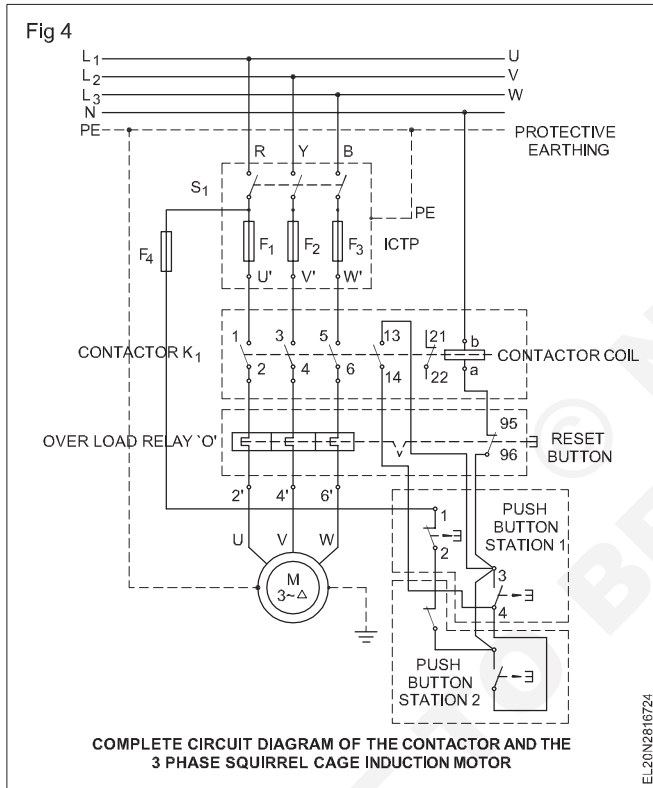 Fig 4
L1 U
L2 V
L3 W
N
PE PROTECTIVE
EARTHING
R Y B
S1
PE
F4 F1 F2 F3 ICTP
U' V' W'
1 3 5 13 21 b
CONTACTOR K1 CONTACTOR COIL
2 4 6 14 22 a
95
OVER LOAD RELAY `O' RESET
96 BUTTON
2' 4' 6'
1 PUSH
U V W BUTTON
2 STATION 1
M 3
3~△ 4
PUSH
BUTTON
STATION 2
COMPLETE CIRCUIT DIAGRAM OF THE CONTACTOR AND THE
3 PHASE SQUIRREL CAGE INDUCTION MOTOR
EL20N2816724